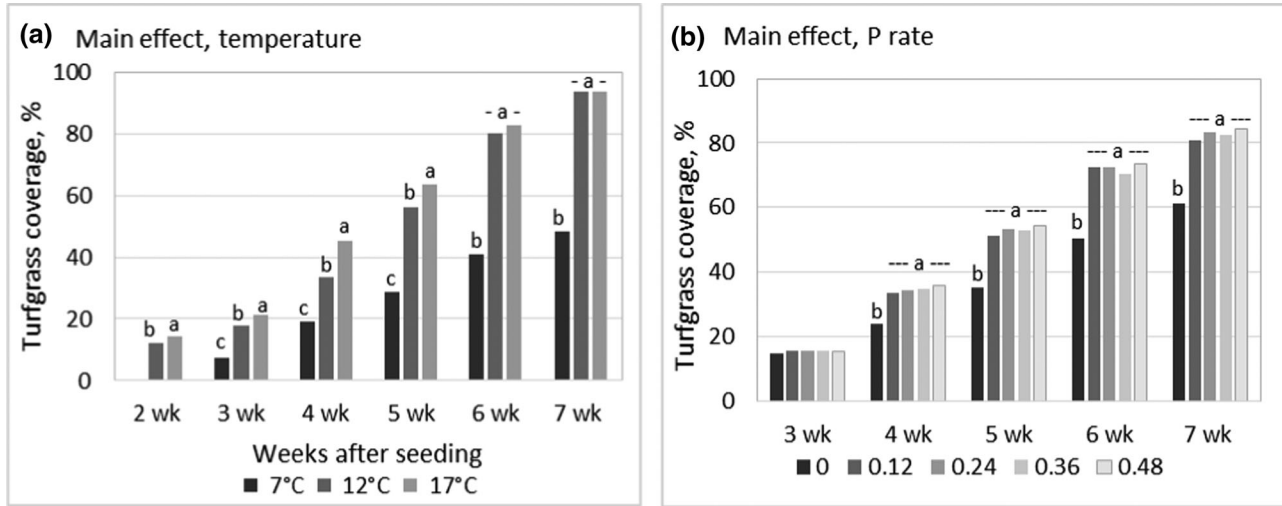 (a) Main effect, temperature
Turfgrass coverage, %
100
80
60
40
20
0
b a
c b a
c b a
c b a
b - a -
b - a -
2 wk 3 wk 4 wk 5 wk 6 wk 7 wk
Weeks after seeding
7°C 12°C 17°C
(b) Main effect, P rate
Turfgrass coverage, %
100
80
60
40
20
0
b --- a ---
b --- a ---
b --- a ---
b --- a ---
3 wk 4 wk 5 wk 6 wk 7 wk
0 0.12 0.24 0.36 0.48